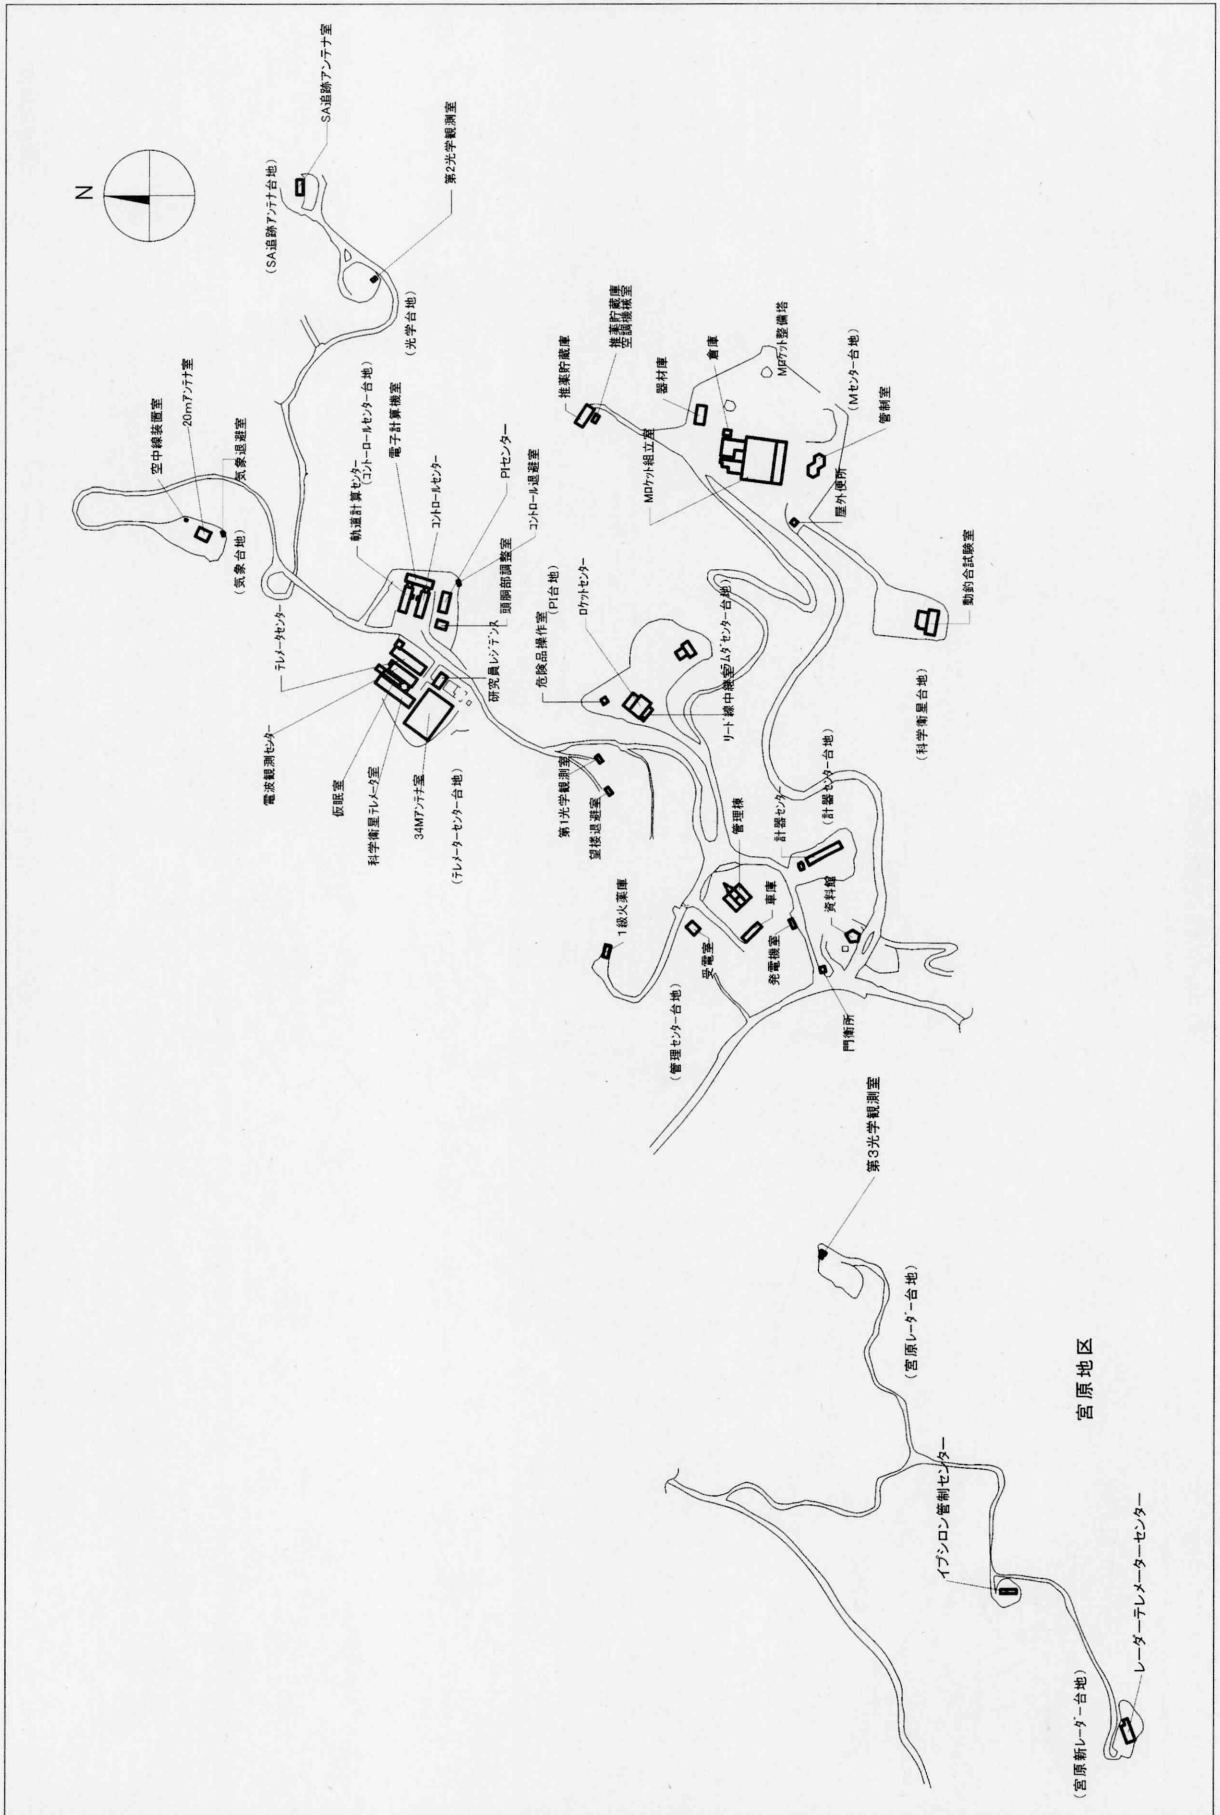 N
SA追跡アンテナ室
(SA追跡アンテナ台地)
第2光学観測室
(光学台地)
空中線装置室
20mアンテナ室
気象退避室
(気象台地)
テレメータセンター
軌道計算センター
(コントロールセンター台地)
電子計算機室
コントロールセンター
PIセンター
コントロール退避室
頭胴部調整室
研究員レジデンス
電波観測センター
仮眠室
科学衛星テレメータ室
34Mアンテナ室
(テレメーターセンター台地)
推薬貯蔵庫
推薬貯蔵庫
空調機械室
器材庫
倉庫
Mロケット整備塔
(Mセンター台地)
Mロケット組立室
管制室
屋外便所
動釣合試験室
(科学衛星台地)
危険品操作室
(PI台地)
ロケットセンター
リード線中継室
(ラムダセンター台地)
第1光学観測室
望楼退避室
管理棟
計器センター
(計器センター台地)
1級火薬庫
受電室
車庫
発電機室
資料館
(管理センター台地)
門衛所
第3光学観測室
(宮原レーダー台地)
宮原地区
イプシロン管制センター
レーダーテレメーターセンター
(宮原新レーダー台地)